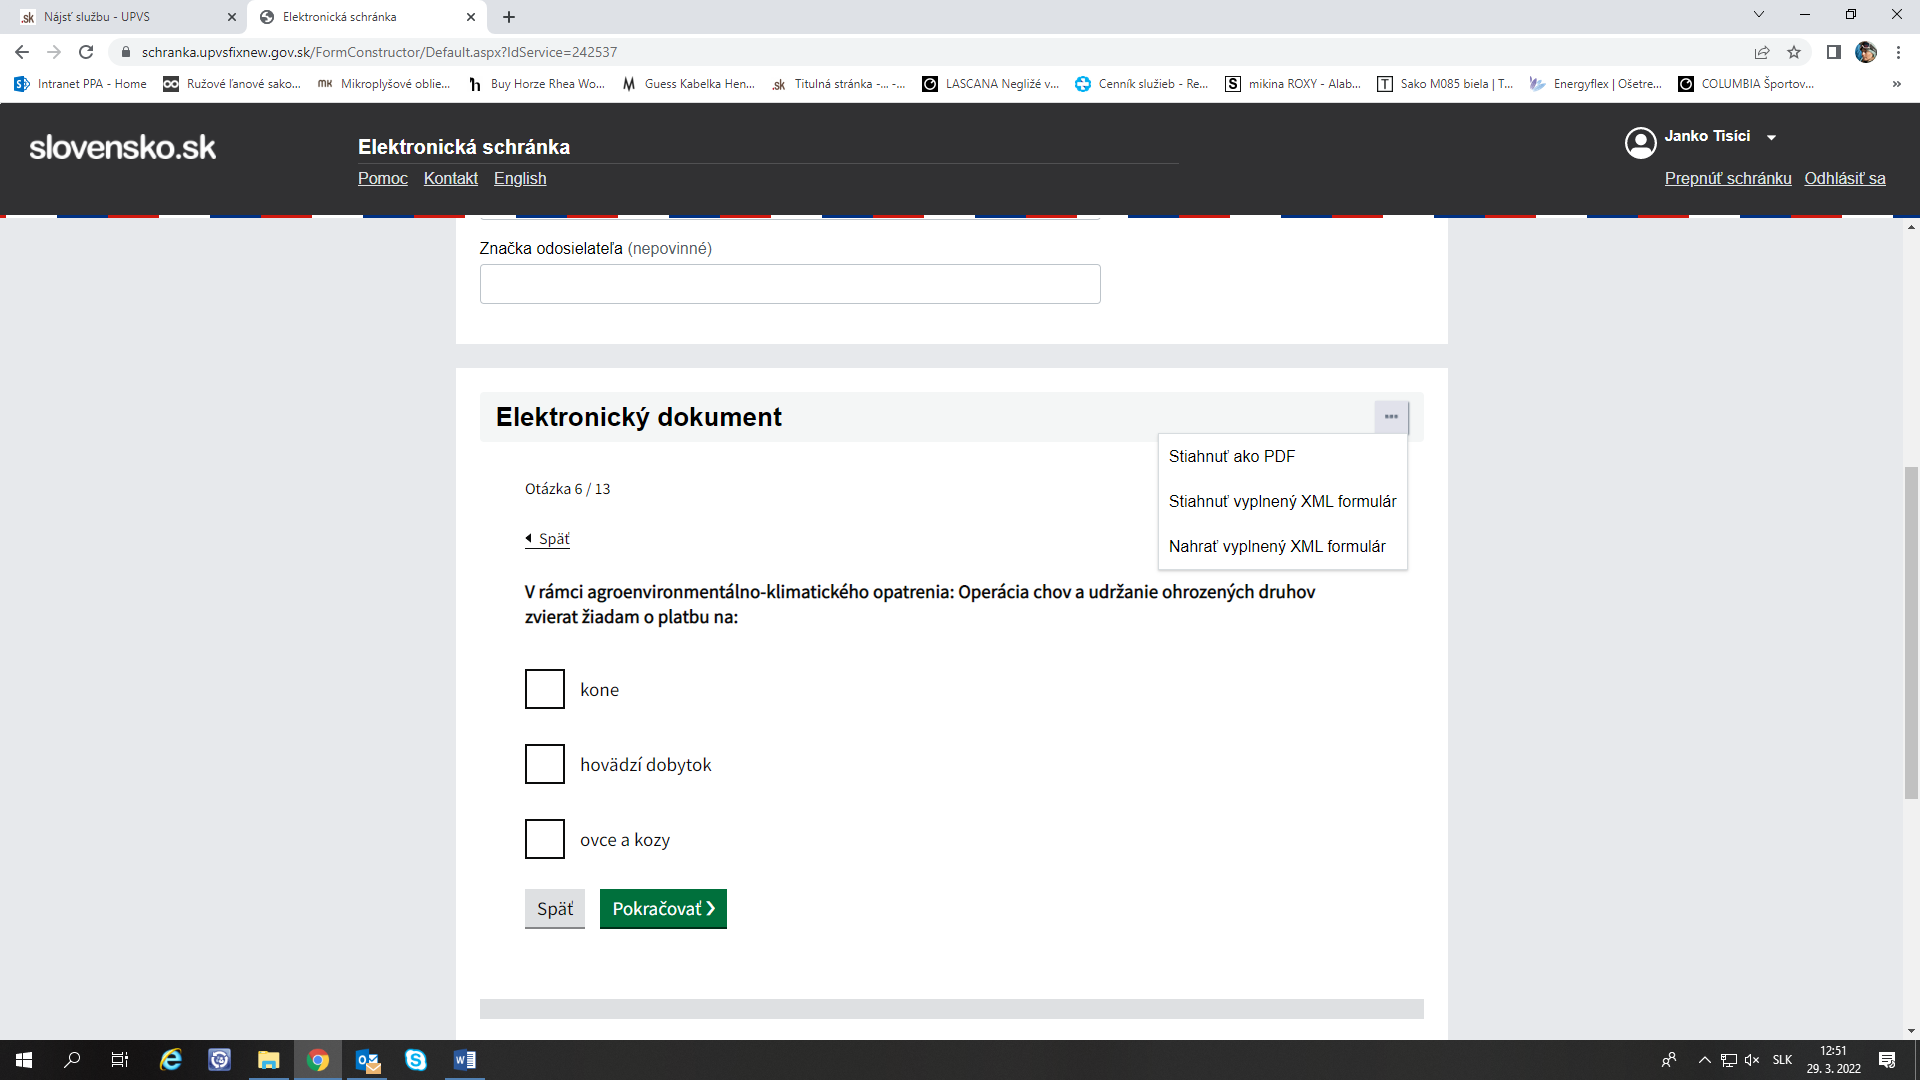 .sk Nájsť službu - UPVS
Elektronická schránka
schranka.upvsfixnew.gov.sk/FormConstructor/Default.aspx?IdService=242537
Intranet PPA - Home
Ružové ľanové sako...
MK Mikroplyšové oblie...
h Buy Horze Rhea Wo...
M Guess Kabelka Hen...
.sk Titulná stránka -... -...
LASCANA Negližé v...
Cenník služieb - Re...
S mikina ROXY - Alab...
T Sako M085 biela | T...
Energyflex | Ošetre...
COLUMBIA Športov...
»
slovensko.sk
Elektronická schránka
Pomoc Kontakt English
Janko Tisíci
Prepnúť schránku Odhlásiť sa
Značka odosielateľa (nepovinné)
Elektronický dokument
Stiahnuť ako PDF
Stiahnuť vyplnený XML formulár
Nahrať vyplnený XML formulár
Otázka 6 / 13
Späť
V rámci agroenvironmentálno-klimatického opatrenia: Operácia chov a udržanie ohrozených druhov
zvierat žiadam o platbu na:
kone
hovädzí dobytok
ovce a kozy
Späť Pokračovať
SLK
12:51
29. 3. 2022